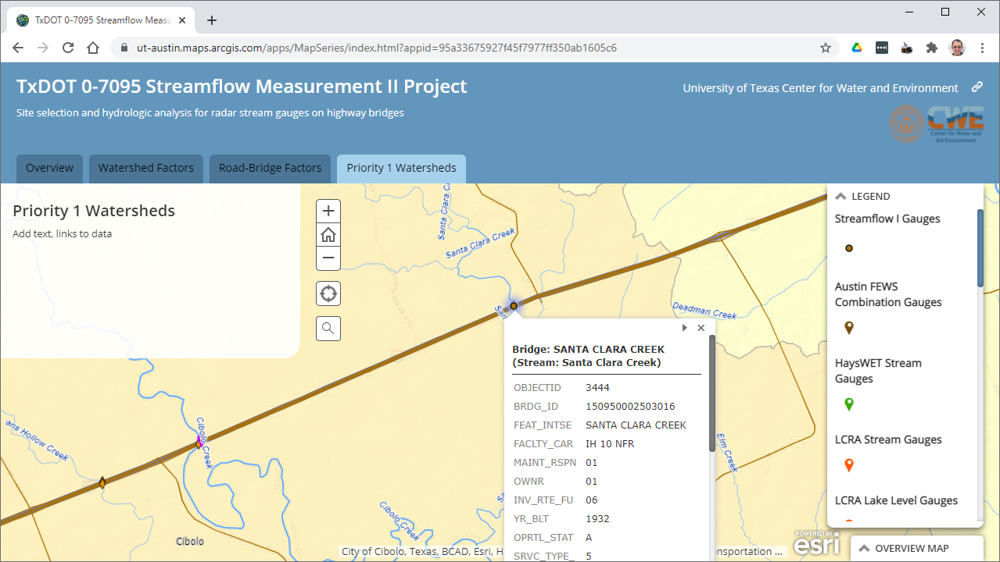 TxDOT 0-7095 Streamflow Measu
ut-austin.maps.arcgis.com/apps/MapSeries/index.html?appid=95a33675927f45f7977ff350ab1605c6
TxDOT 0-7095 Streamflow Measurement II Project
Site selection and hydrologic analysis for radar stream gauges on highway bridges
University of Texas Center for Water and Environment
CWE
Center for Water and
the Environment
Overview
Watershed Factors
Road-Bridge Factors
Priority 1 Watersheds
Priority 1 Watersheds
Add text, links to data
Santa Clara C
Santa Clara Creek
Deadman Creek
Elm Creek
Cibolo Creek
ans Hollow Creek
Cibolo Creek
Cibolo
San
Bridge: SANTA CLARA CREEK
(Stream: Santa Clara Creek)
OBJECTID 3444
BRDG_ID 150950002503016
FEAT_INTSE SANTA CLARA CREEK
FACLTY_CAR IH 10 NFR
MAINT_RSPN 01
OWNR 01
INV_RTE_FU 06
YR_BLT 1932
OPRTL_STAT A
SRVC_TYPE_ 5
LEGEND
Streamflow I Gauges
Austin FEWS
Combination Gauges
HaysWET Stream
Gauges
LCRA Stream Gauges
LCRA Lake Level Gauges
City of Cibolo, Texas, BCAD, Esri, H
ansportation ...
POWERED BY
esri
OVERVIEW MAP